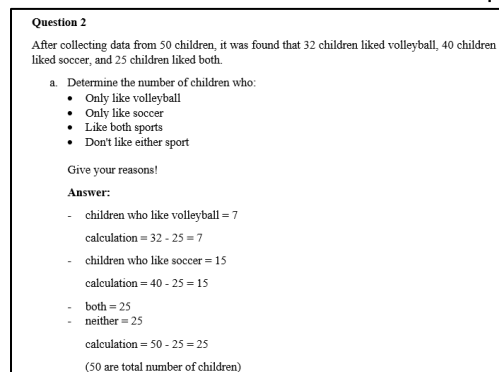 Question 2
After collecting data from 50 children, it was found that 32 children liked volleyball, 40 children
liked soccer, and 25 children liked both.
a. Determine the number of children who:
• Only like volleyball
• Only like soccer
• Like both sports
• Don't like either sport
Give your reasons!
Answer:
- children who like volleyball = 7
calculation = 32 - 25 = 7
- children who like soccer = 15
calculation = 40 - 25 = 15
- both = 25
- neither = 25
calculation = 50 - 25 = 25
(50 are total number of children)